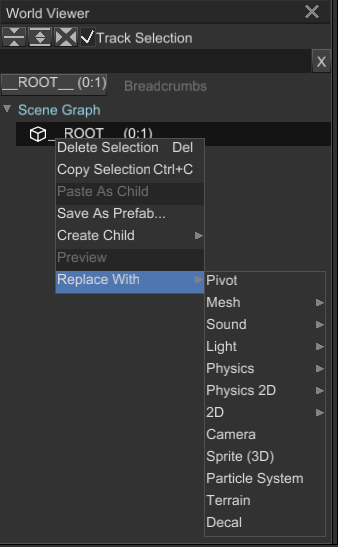 World Viewer
Track Selection
X
__ROOT__ (0:1) Breadcrumbs
Scene Graph
__ROOT__ (0:1)
Delete Selection Del
Copy Selection Ctrl+C
Paste As Child
Save As Prefab...
Create Child
Preview
Replace With
Pivot
Mesh
Sound
Light
Physics
Physics 2D
2D
Camera
Sprite (3D)
Particle System
Terrain
Decal